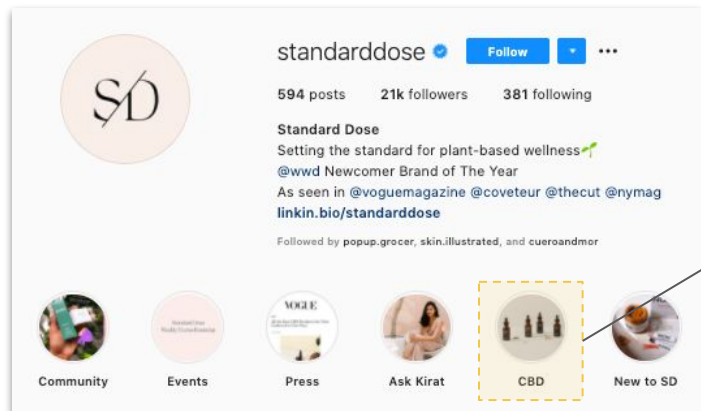 S/D
standarddose Follow
594 posts 21k followers 381 following
Standard Dose
Setting the standard for plant-based wellness🌱
@wwd Newcomer Brand of The Year
As seen in @voguemagazine @coveteur @thecut @nymag
linkin.bio/standarddose
Followed by popup.grocer, skin.illustrated, and cueroandmor
VOGUE
Community Events Press Ask Kirat CBD New to SD